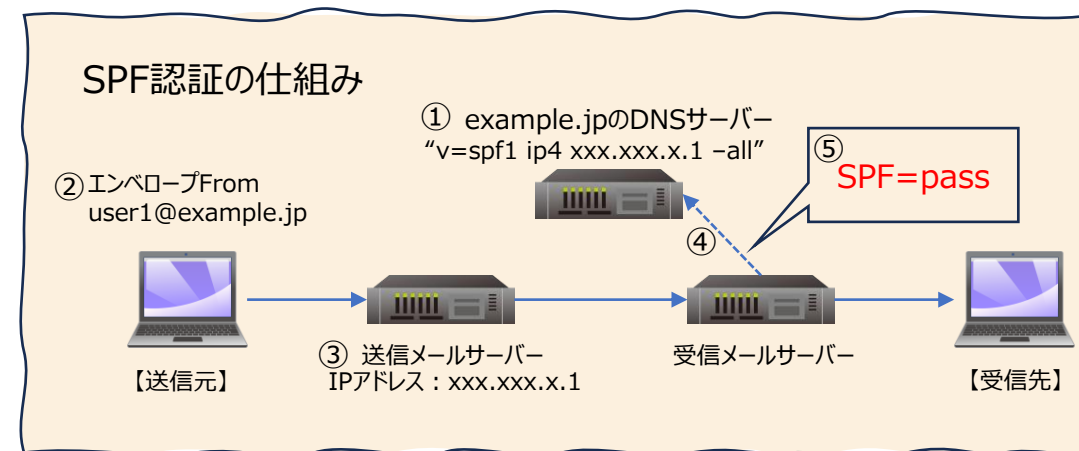 SPF認証の仕組み
① example.jpのDNSサーバー
“v=spf1 ip4 xxx.xxx.x.1 –all”
⑤
SPF=pass
② エンベロープFrom
user1@example.jp
④
③ 送信メールサーバー
IPアドレス：xxx.xxx.x.1
受信メールサーバー
【送信元】
【受信先】